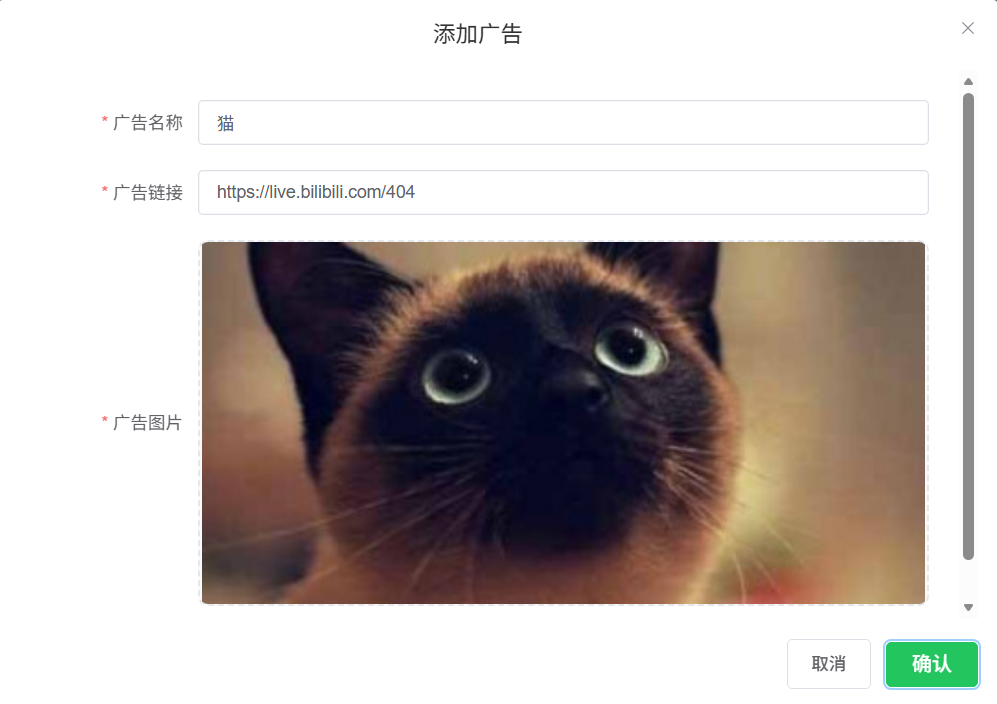 添加广告
* 广告名称
猫
* 广告链接
https://live.bilibili.com/404
* 广告图片
取消
确认